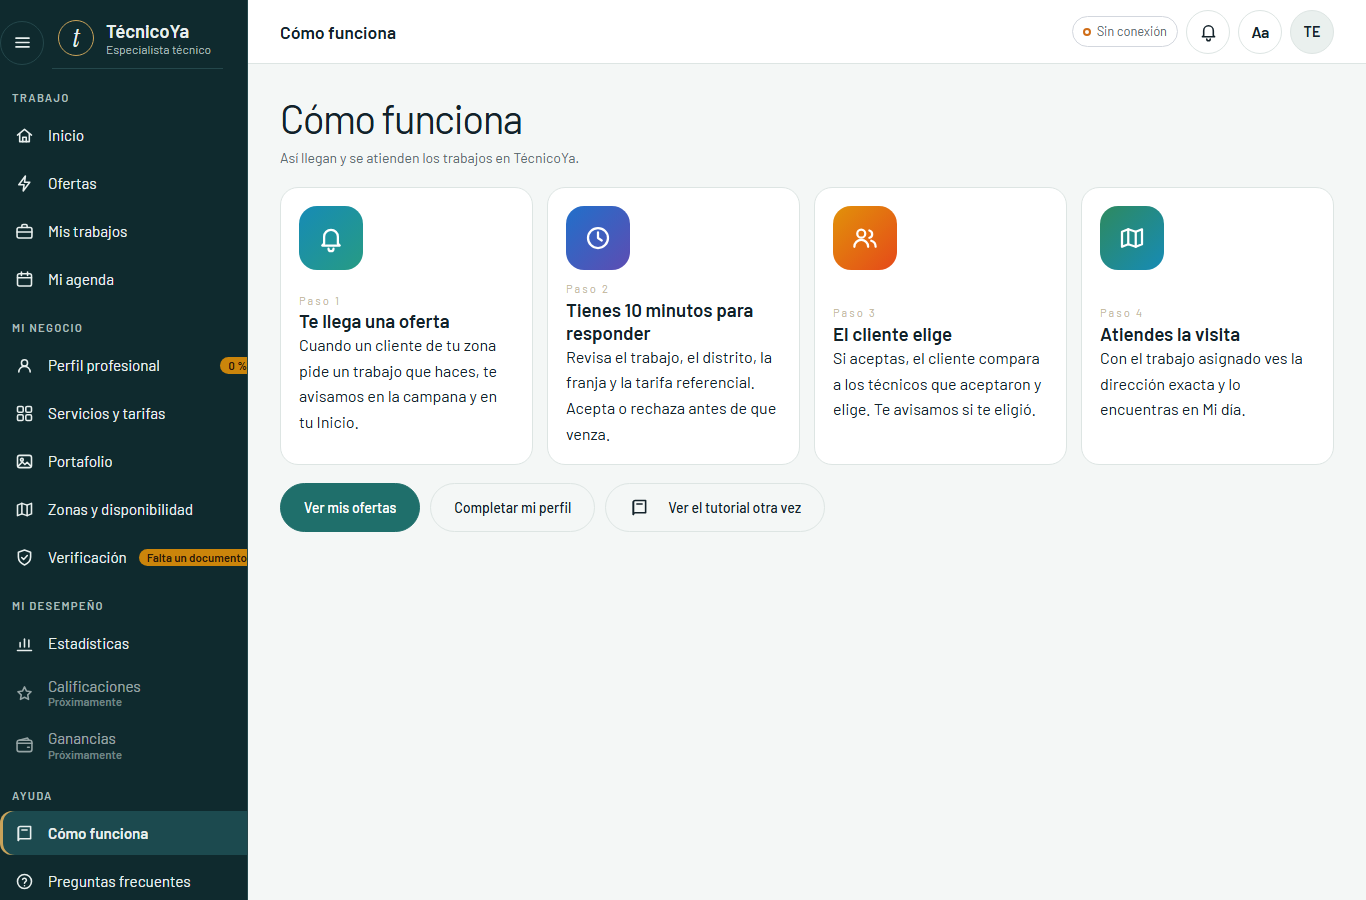 t
TécnicoYa
Especialista técnico
TRABAJO
Inicio
Ofertas
Mis trabajos
Mi agenda
MI NEGOCIO
Perfil profesional
0 %
Servicios y tarifas
Portafolio
Zonas y disponibilidad
Verificación
Falta un documento
MI DESEMPEÑO
Estadísticas
Calificaciones
Próximamente
Ganancias
Próximamente
AYUDA
Cómo funciona
Preguntas frecuentes
Cómo funciona
Sin conexión
Aa
TE
Cómo funciona
Así llegan y se atienden los trabajos en TécnicoYa.
Paso 1
Te llega una oferta
Cuando un cliente de tu zona
pide un trabajo que haces, te
avisamos en la campana y en
tu Inicio.
Paso 2
Tienes 10 minutos para
responder
Revisa el trabajo, el distrito, la
franja y la tarifa referencial.
Acepta o rechaza antes de que
venza.
Paso 3
El cliente elige
Si aceptas, el cliente compara
a los técnicos que aceptaron y
elige. Te avisamos si te eligió.
Paso 4
Atiendes la visita
Con el trabajo asignado ves la
dirección exacta y lo
encuentras en Mi día.
Ver mis ofertas
Completar mi perfil
Ver el tutorial otra vez